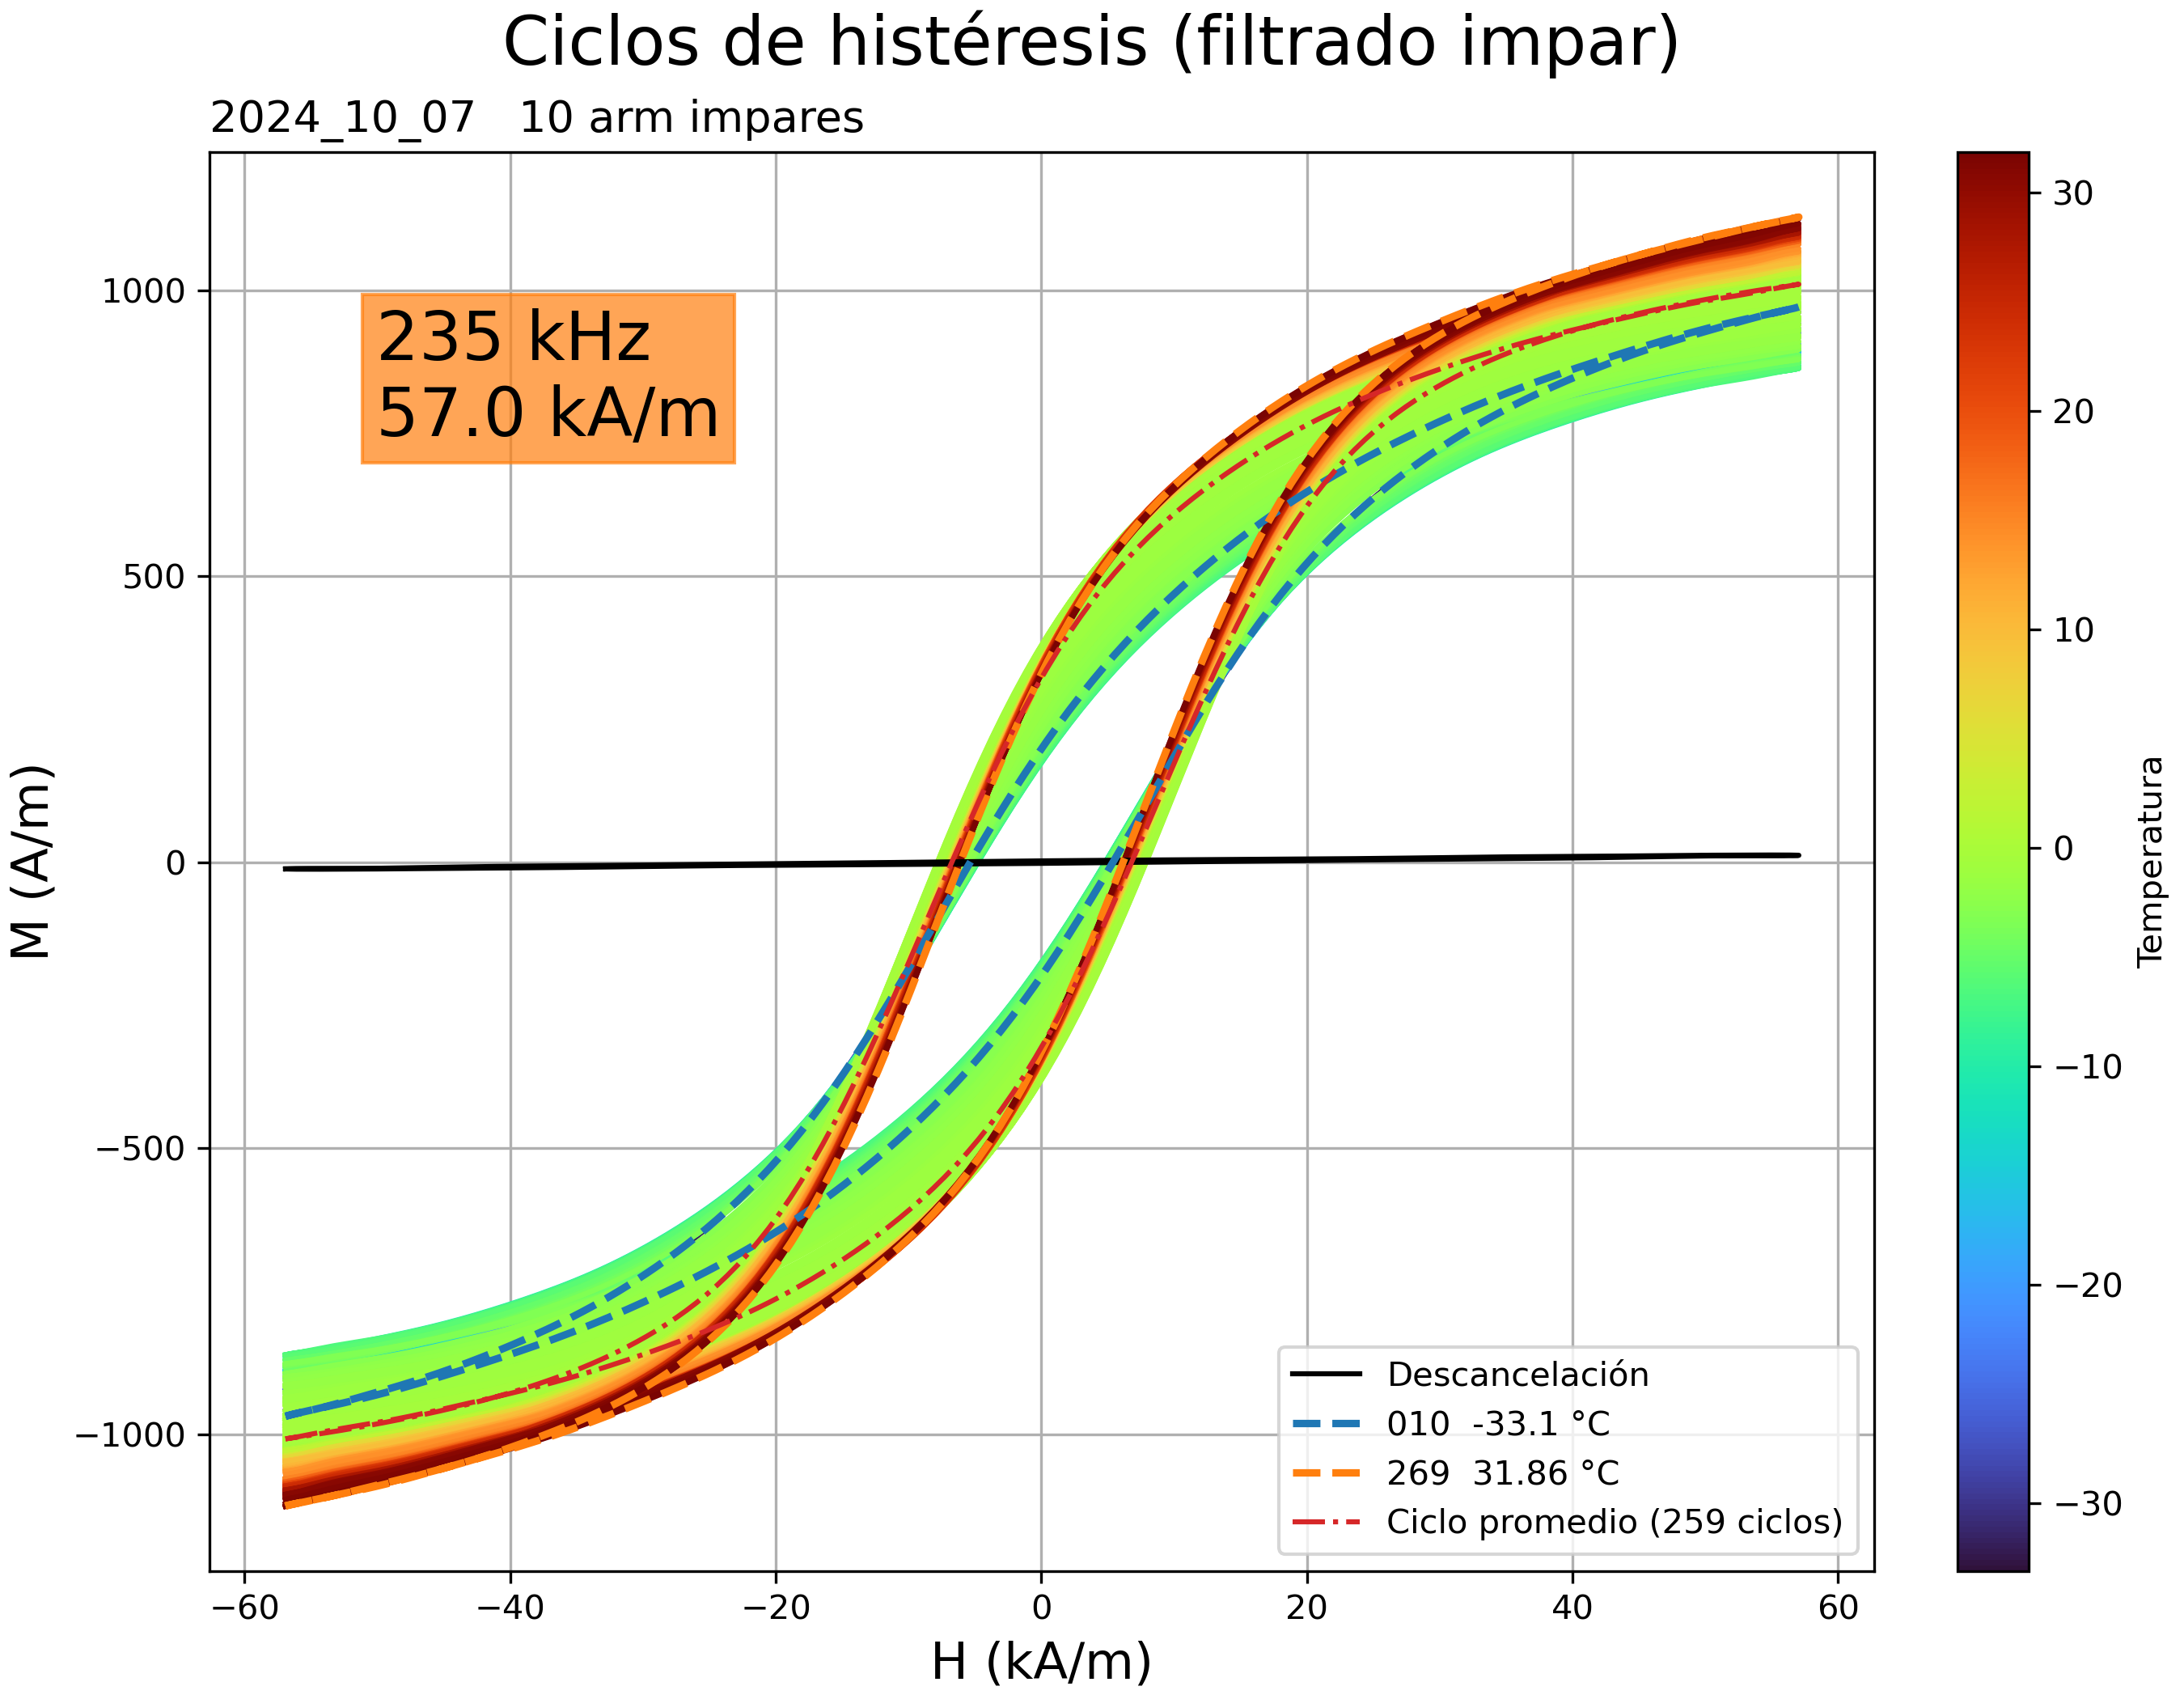 Ciclos de histéresis (filtrado impar)
2024_10_07   10 arm impares
235 kHz
57.0 kA/m
M (A/m)
1000
500
0
−500
−1000
−60
−40
−20
0
20
40
60
H (kA/m)
Descancelación
010  -33.1 °C
269  31.86 °C
Ciclo promedio (259 ciclos)
30
20
10
0
−10
−20
−30
Temperatura